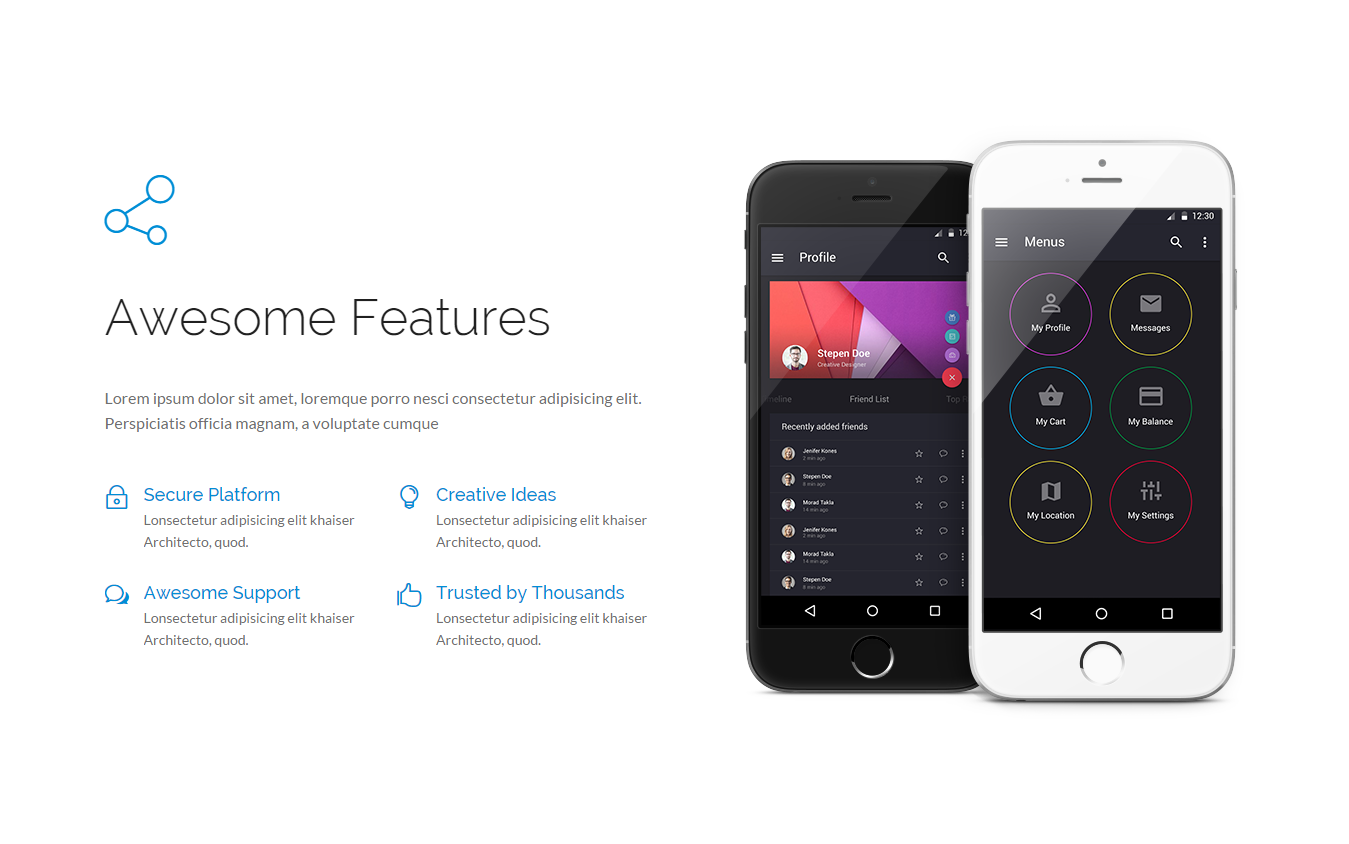 Awesome Features
Lorem ipsum dolor sit amet, loremque porro nesci consectetur adipisicing elit.
Perspiciatis officia magnam, a voluptate cumque
Secure Platform
Lonsectetur adipisicing elit khaiser
Architecto, quod.
Creative Ideas
Lonsectetur adipisicing elit khaiser
Architecto, quod.
Awesome Support
Lonsectetur adipisicing elit khaiser
Architecto, quod.
Trusted by Thousands
Lonsectetur adipisicing elit khaiser
Architecto, quod.
12
Profile
Stepen Doe
Creative Designer
meline
Friend List
Top
Recently added friends
Jenifer Kones
2 min ago
Stepen Doe
8 min ago
Morad Takla
14 min ago
Jenifer Kones
2 min ago
Morad Takla
14 min ago
Stepen Doe
8 min ago
12:30
Menus
My Profile
Messages
My Cart
My Balance
My Location
My Settings